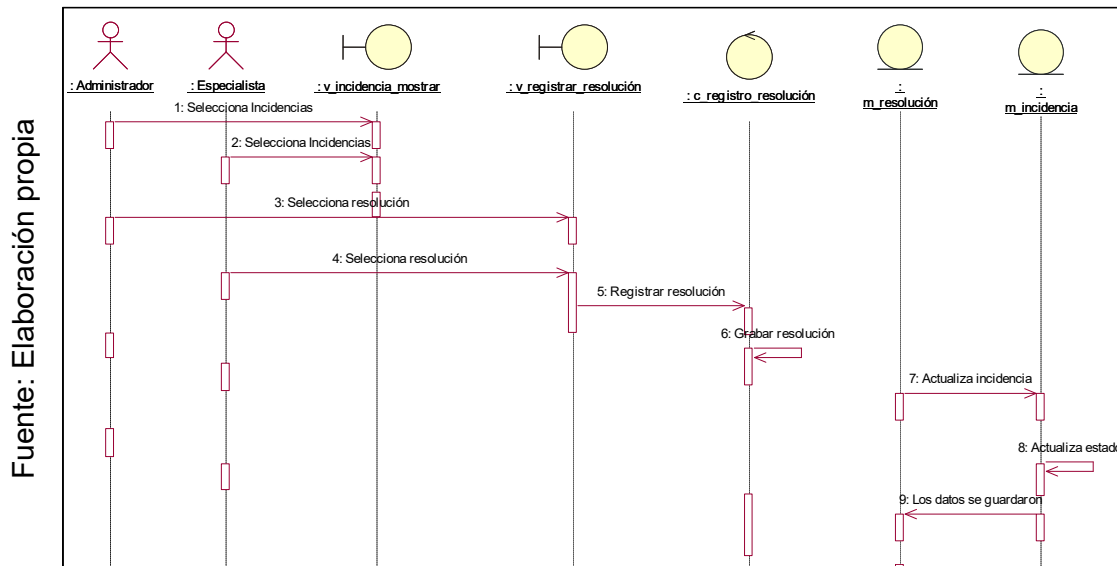 Fuente: Elaboración propia
: Administrador
: Especialista
: v_incidencia_mostrar
: v_registrar_resolución
: c_registro_resolución
:
m_resolución
:
m_incidencia
1: Selecciona Incidencias
2: Selecciona Incidencias
3: Selecciona resolución
4: Selecciona resolución
5: Registrar resolución
6: Grabar resolución
7: Actualiza incidencia
8: Actualiza estado
9: Los datos se guardaron